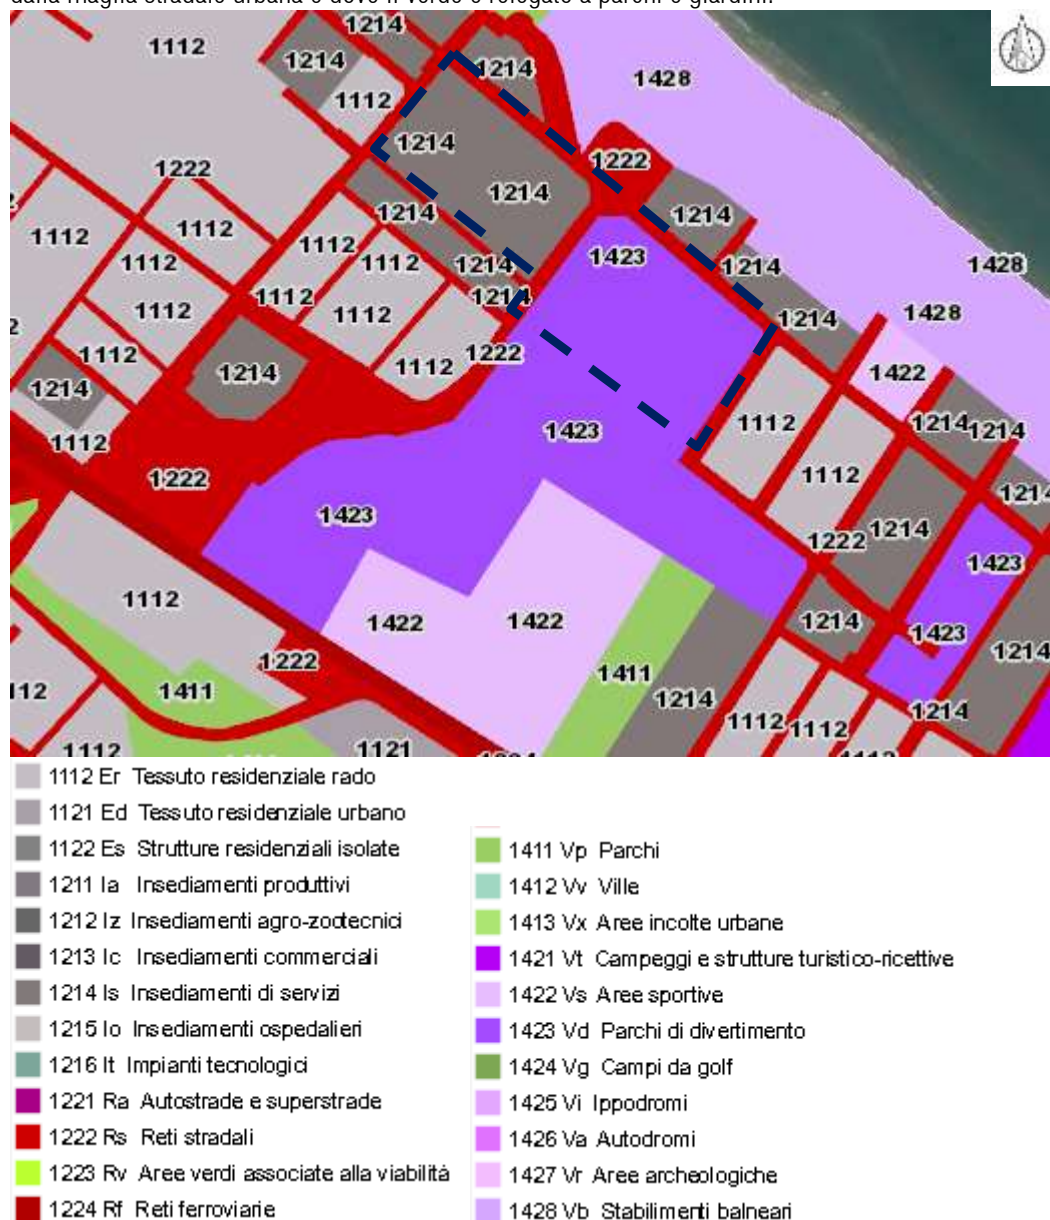 1214
1112
1214
1214
1428
1112
1214
1222
1222
1214
1214
1214
1112
1112
1112
1423
1112
1112
1214
1214
1428
1112
1214
1112
1112
1214
1428
1112
1222
1214
1112
1422
1214
1112
1423
1214
1214
1112
1112
1222
1214
1423
1214
1222
1423
1112
1422
1422
1214
1423
1222
1411
1214
1411
1214
1214
1112
1112
1112
1121
1112 Er Tessuto residenziale rado
1121 Ed Tessuto residenziale urbano
1122 Es Strutture residenziali isolate
1211 Ia Insediamenti produttivi
1212 Iz Insediamenti agro-zootecnici
1213 Ic Insediamenti commerciali
1214 Is Insediamenti di servizi
1215 Io Insediamenti ospedalieri
1216 It Impianti tecnologici
1221 Ra Autostrade e superstrade
1222 Rs Reti stradali
1223 Rv Aree verdi associate alla viabilità
1224 Rf Reti ferroviarie
1411 Vp Parchi
1412 Vv Ville
1413 Vx Aree incolte urbane
1421 Vt Campeggi e strutture turistico-ricettive
1422 Vs Aree sportive
1423 Vd Parchi di divertimento
1424 Vg Campi da golf
1425 Vi Ippodromi
1426 Va Autodromi
1427 Vr Aree archeologiche
1428 Vb Stabilimenti balneari